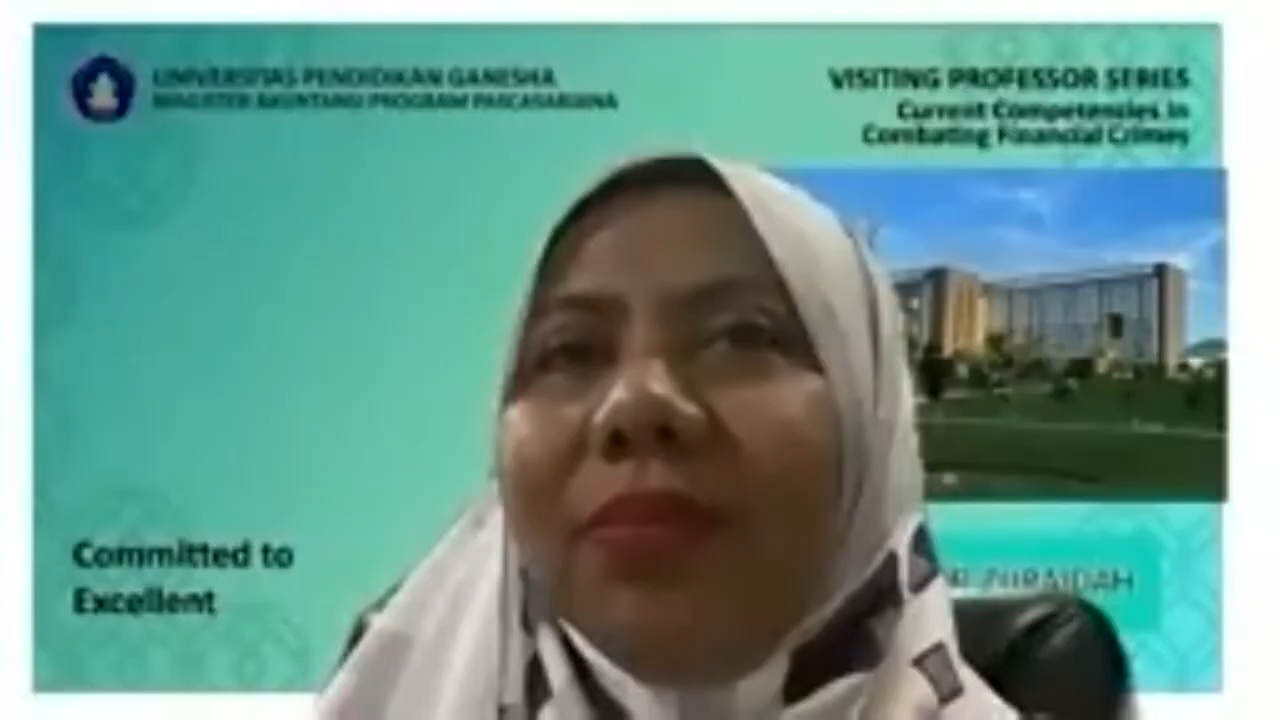 UNIVERSITAS PENDIDIKAN GANESHA
MAGISTER AKUNTANSI PROGRAM PASCASARJANA
VISITING PROFESSOR SERIES
Current Competencies in
Combating Financial Crimes
Committed to
Excellent